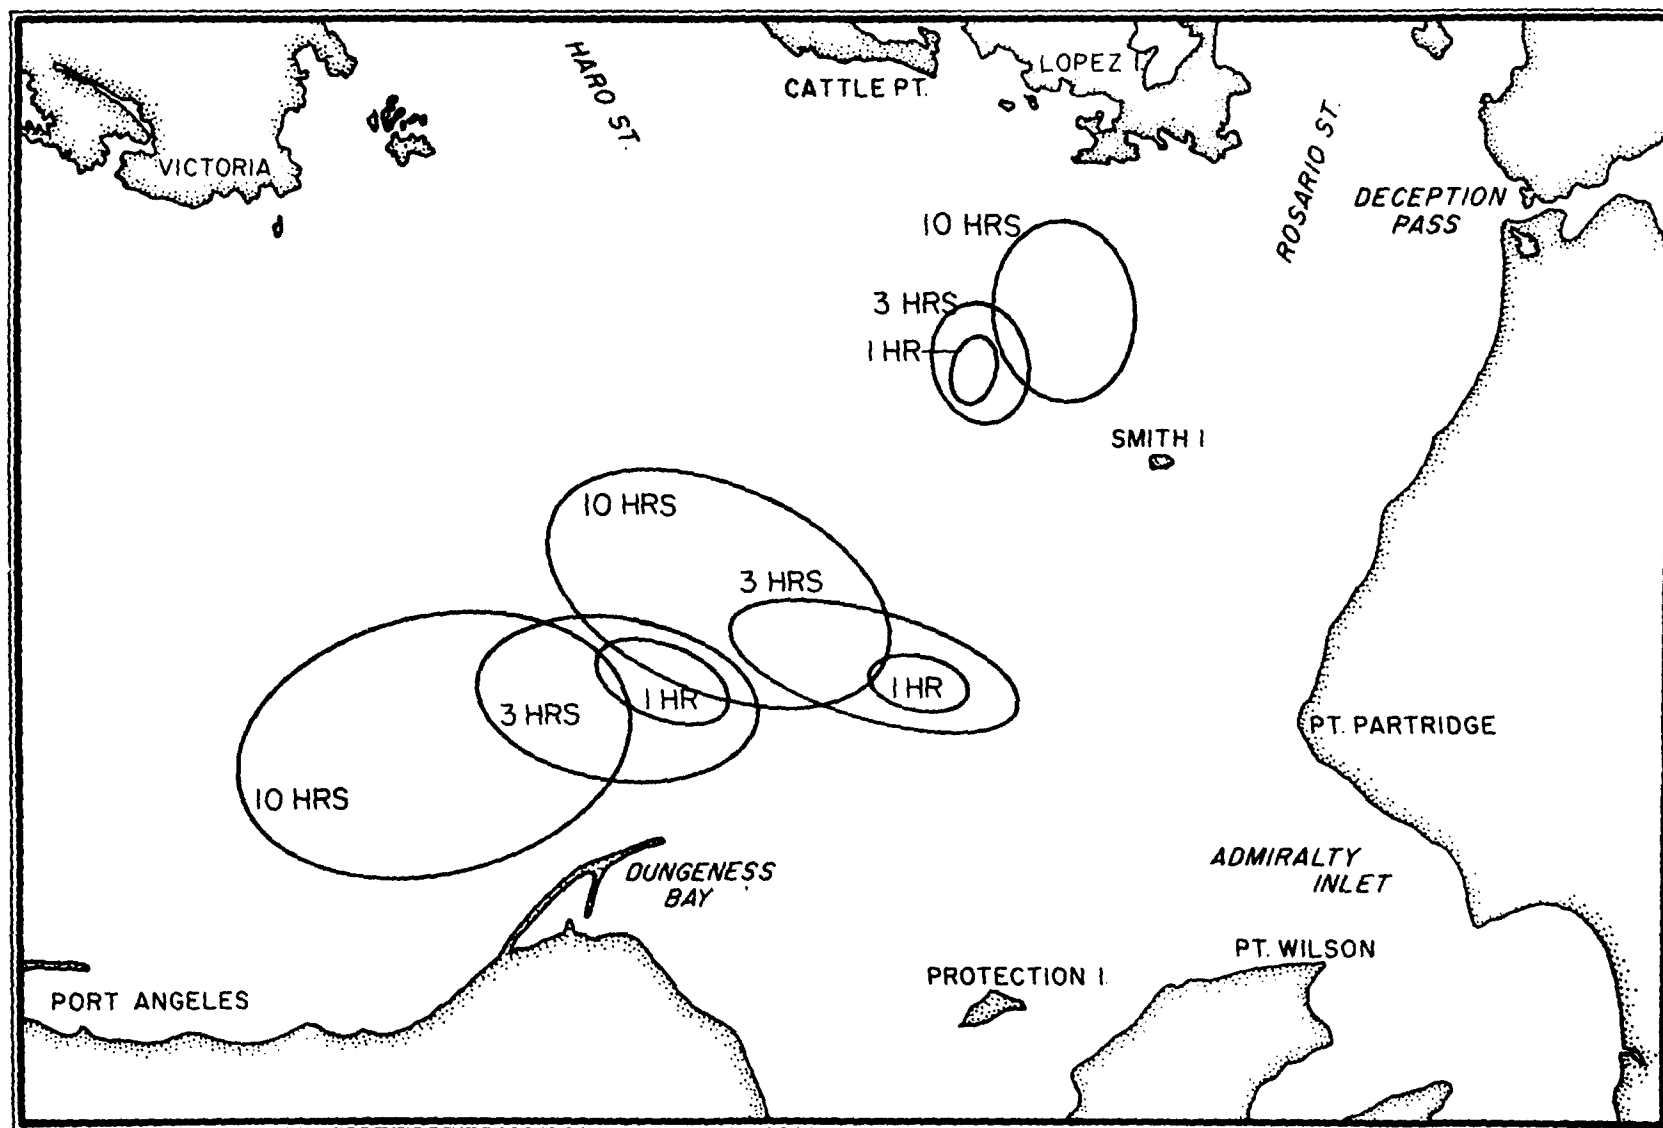 HARO ST.
CATTLE PT.
LOPEZ I.
VICTORIA
ROSARIO ST.
DECEPTION
PASS
10 HRS
3 HRS
1 HR
SMITH I
10 HRS
3 HRS
1 HR
1 HR
3 HRS
10 HRS
PT. PARTRIDGE
DUNGENESS
BAY
ADMIRALTY
INLET
PT. WILSON
PROTECTION I.
PORT ANGELES